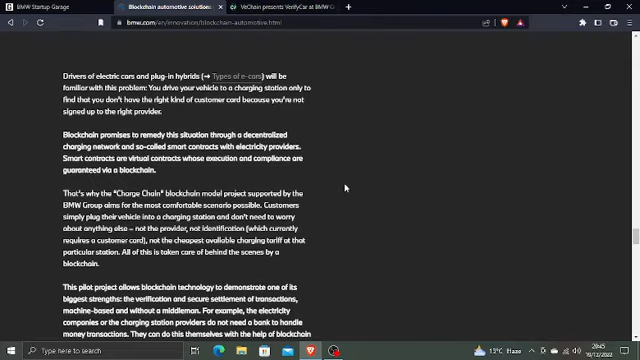 BMW Startup Garage
Blockchain automotive solutions
VeChain presents VerifyCar at BMW G
bmw.com/en/innovation/blockchain-automotive.html
Drivers of electric cars and plug-in hybrids (→ Types of e-cars) will be
familiar with this problem: You drive your vehicle to a charging station only to
find that you don't have the right kind of customer card because you're not
signed up to the right provider.
Blockchain promises to remedy this situation through a decentralized
charging network and so-called smart contracts with electricity providers.
Smart contracts are virtual contracts whose execution and compliance are
guaranteed via a blockchain.
That's why the "Charge Chain" blockchain model project supported by the
BMW Group aims for the most comfortable scenario possible. Customers
simply plug their vehicle into a charging station and don't need to worry
about anything else – not the provider, not identification (which currently
requires a customer card), not the cheapest available charging tariff at that
particular station. All of this is taken care of behind the scenes by a
blockchain.
This pilot project allows blockchain technology to demonstrate one of its
biggest strengths: the verification and secure settlement of transactions,
machine-based and without a middleman. For example, the electricity
companies or the charging station providers do not need a bank to handle
money transactions. They can do this themselves with the help of blockchain
Type here to search
13°C Haze
20:45
19/12/2022